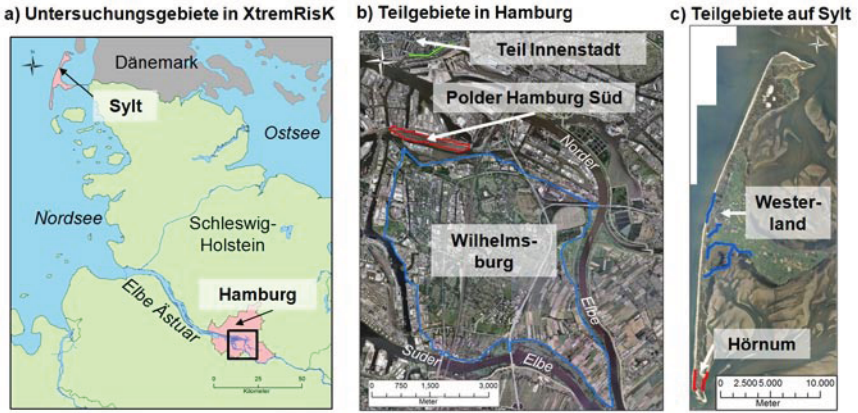 a) Untersuchungsgebiete in XtremRisK
Dänemark
Sylt
Ostsee
Nordsee
Schleswig-
Holstein
Elbe Ästuar
Hamburg
0 25 50
Kilometer
b) Teilgebiete in Hamburg
Teil Innenstadt
Polder Hamburg Süd
Norder
Wilhelms-
burg
Elbe
Süder
Elbe
0 750 1,500 3,000
Meter
c) Teilgebiete auf Sylt
Wester-
land
Hörnum
0 2.500 5.000 10.000
Meter